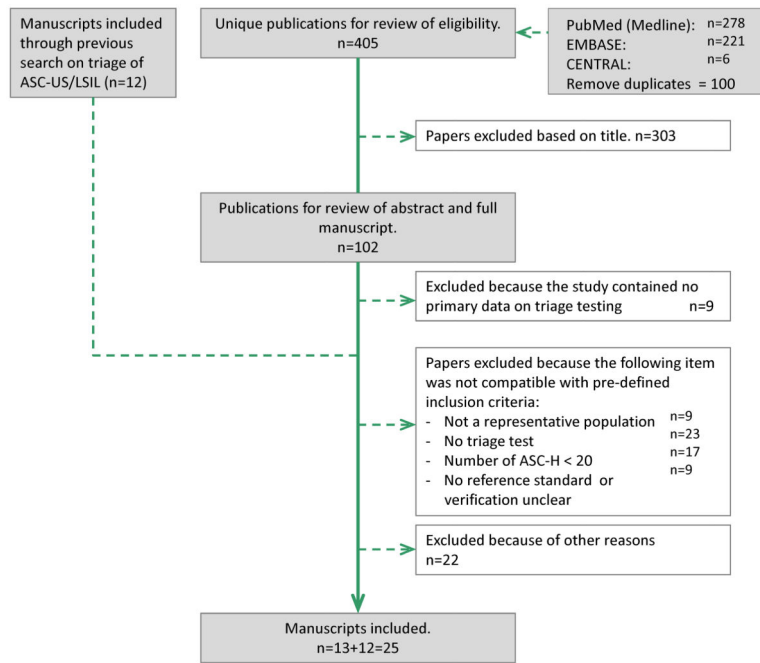 Manuscripts included
through previous
search on triage of
ASC-US/LSIL (n=12)
Unique publications for review of eligibility.
n=405
PubMed (Medline): n=278
EMBASE: n=221
CENTRAL: n=6
Remove duplicates = 100
Papers excluded based on title. n=303
Publications for review of abstract and full
manuscript.
n=102
Excluded because the study contained no
primary data on triage testing n=9
Papers excluded because the following item
was not compatible with pre-defined
inclusion criteria:
- Not a representative population n=9
- No triage test n=23
- Number of ASC-H < 20 n=17
- No reference standard or n=9
verification unclear
Excluded because of other reasons
n=22
Manuscripts included.
n=13+12=25